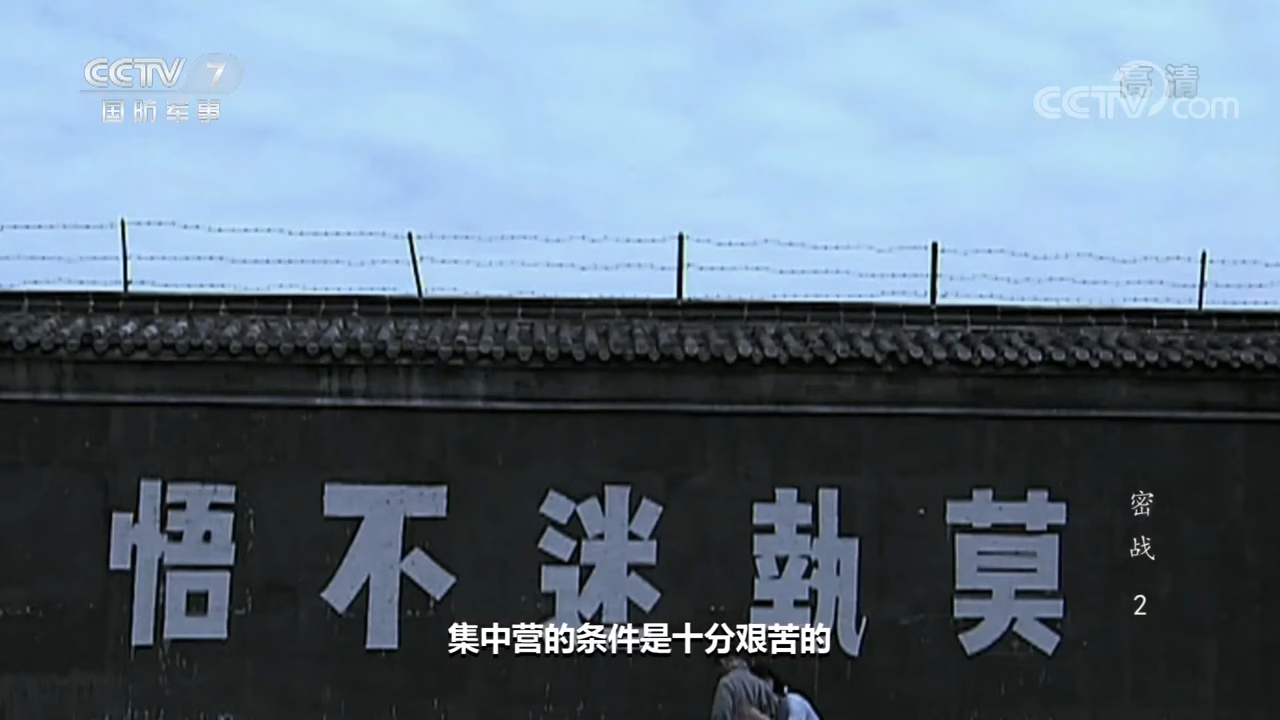 CCTV 7
国防军事
高清
CCTV.com
莫執迷不悟
密战 2
集中营的条件是十分艰苦的